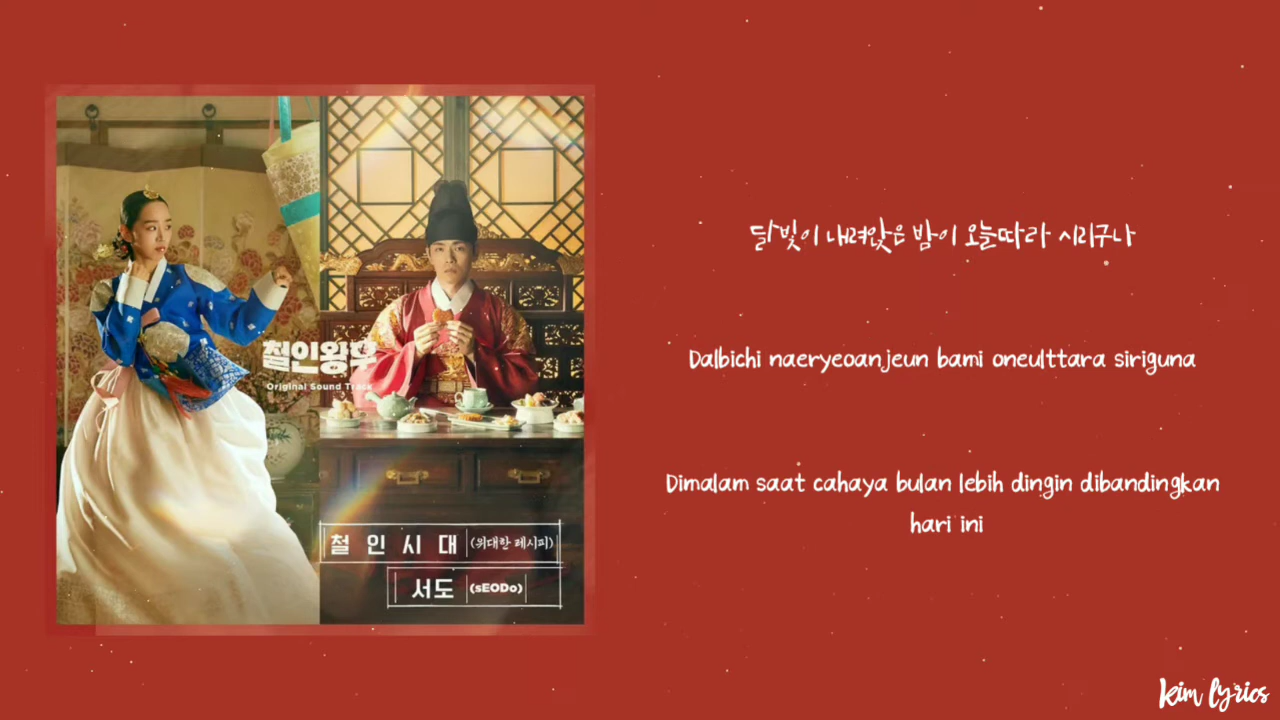 철인왕후
Original Sound Track
철인시대 (위대한 레시피)
서도 (sEODo)
달빛이 내려앉은 밤이 오늘따라 시리구나
Dalbichi naeryeoanjeun bami oneulttara siriguna
Dimalam saat cahaya bulan lebih dingin dibandingkan
hari ini
kim lyrics